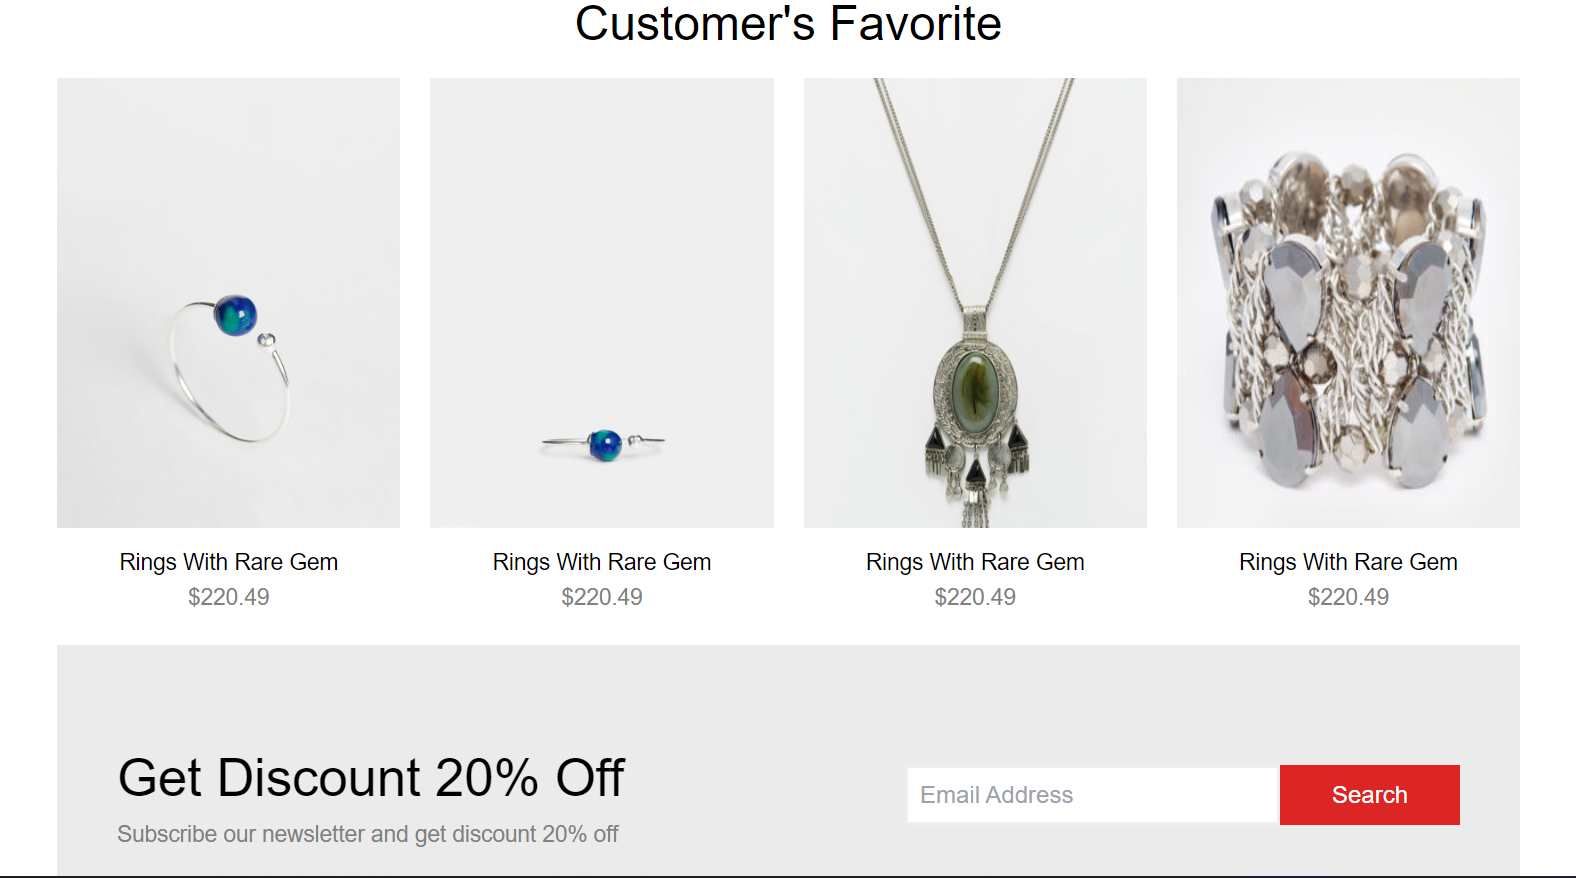 Customer's Favorite
Rings With Rare Gem
$220.49
Rings With Rare Gem
$220.49
Rings With Rare Gem
$220.49
Rings With Rare Gem
$220.49
Get Discount 20% Off
Subscribe our newsletter and get discount 20% off
Email Address
Search